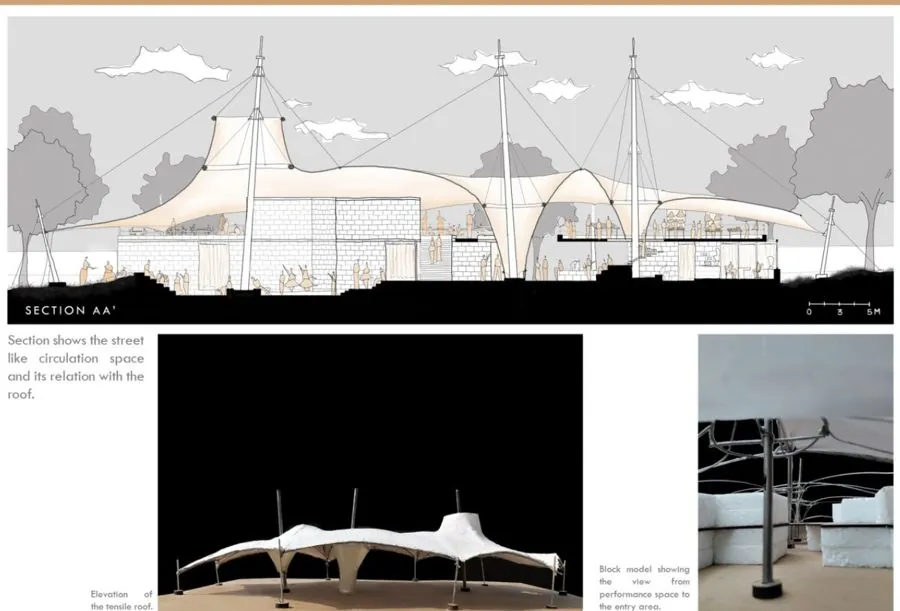 SECTION AA'
0 3 5M
Section shows the street
like circulation space
and its relation with the
roof.
Elevation of
the tensile roof.
Block model showing
the view from
performance space to
the entry area.